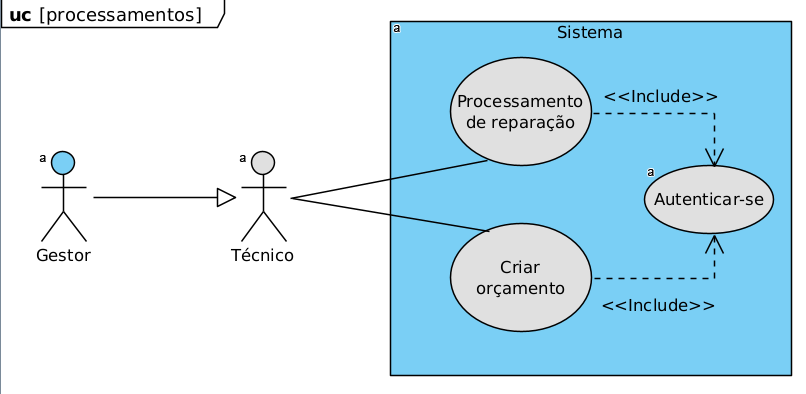 uc [processamentos]
a
Sistema
Processamento
de reparação
<<Include>>
a
a
a
Autenticar-se
Gestor
Técnico
Criar
orçamento
<<Include>>